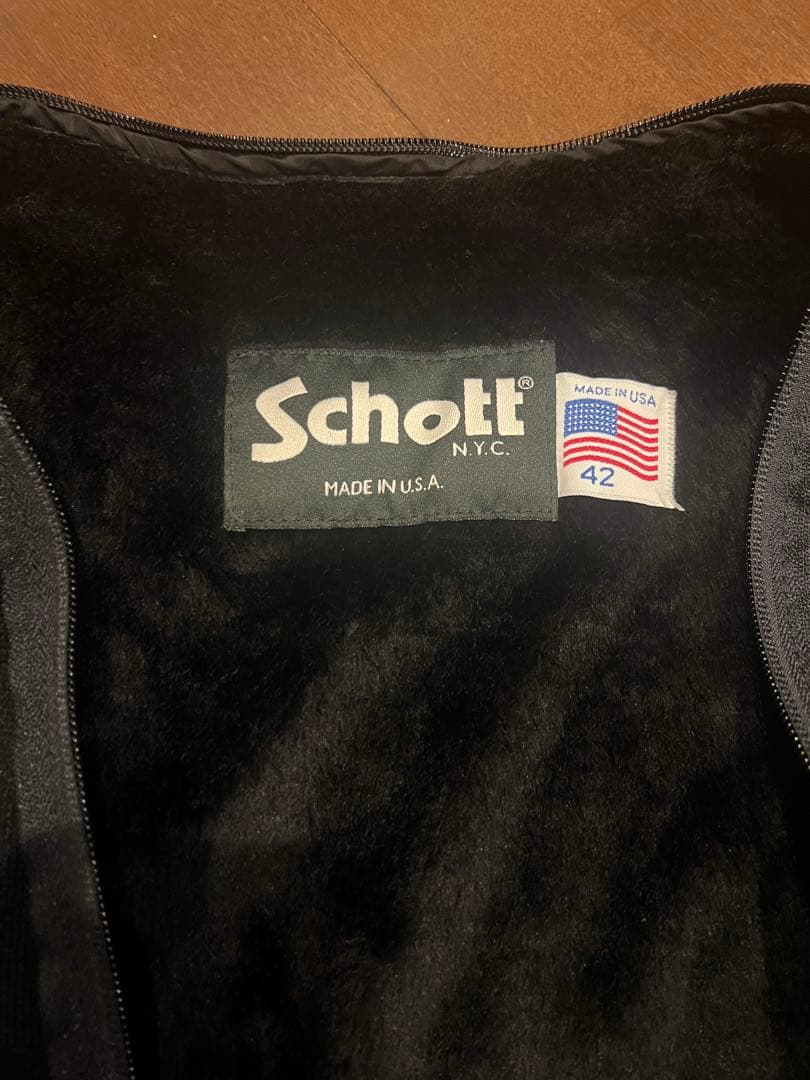 Schott®
N.Y.C.
MADE IN U.S.A.
MADE IN USA
42